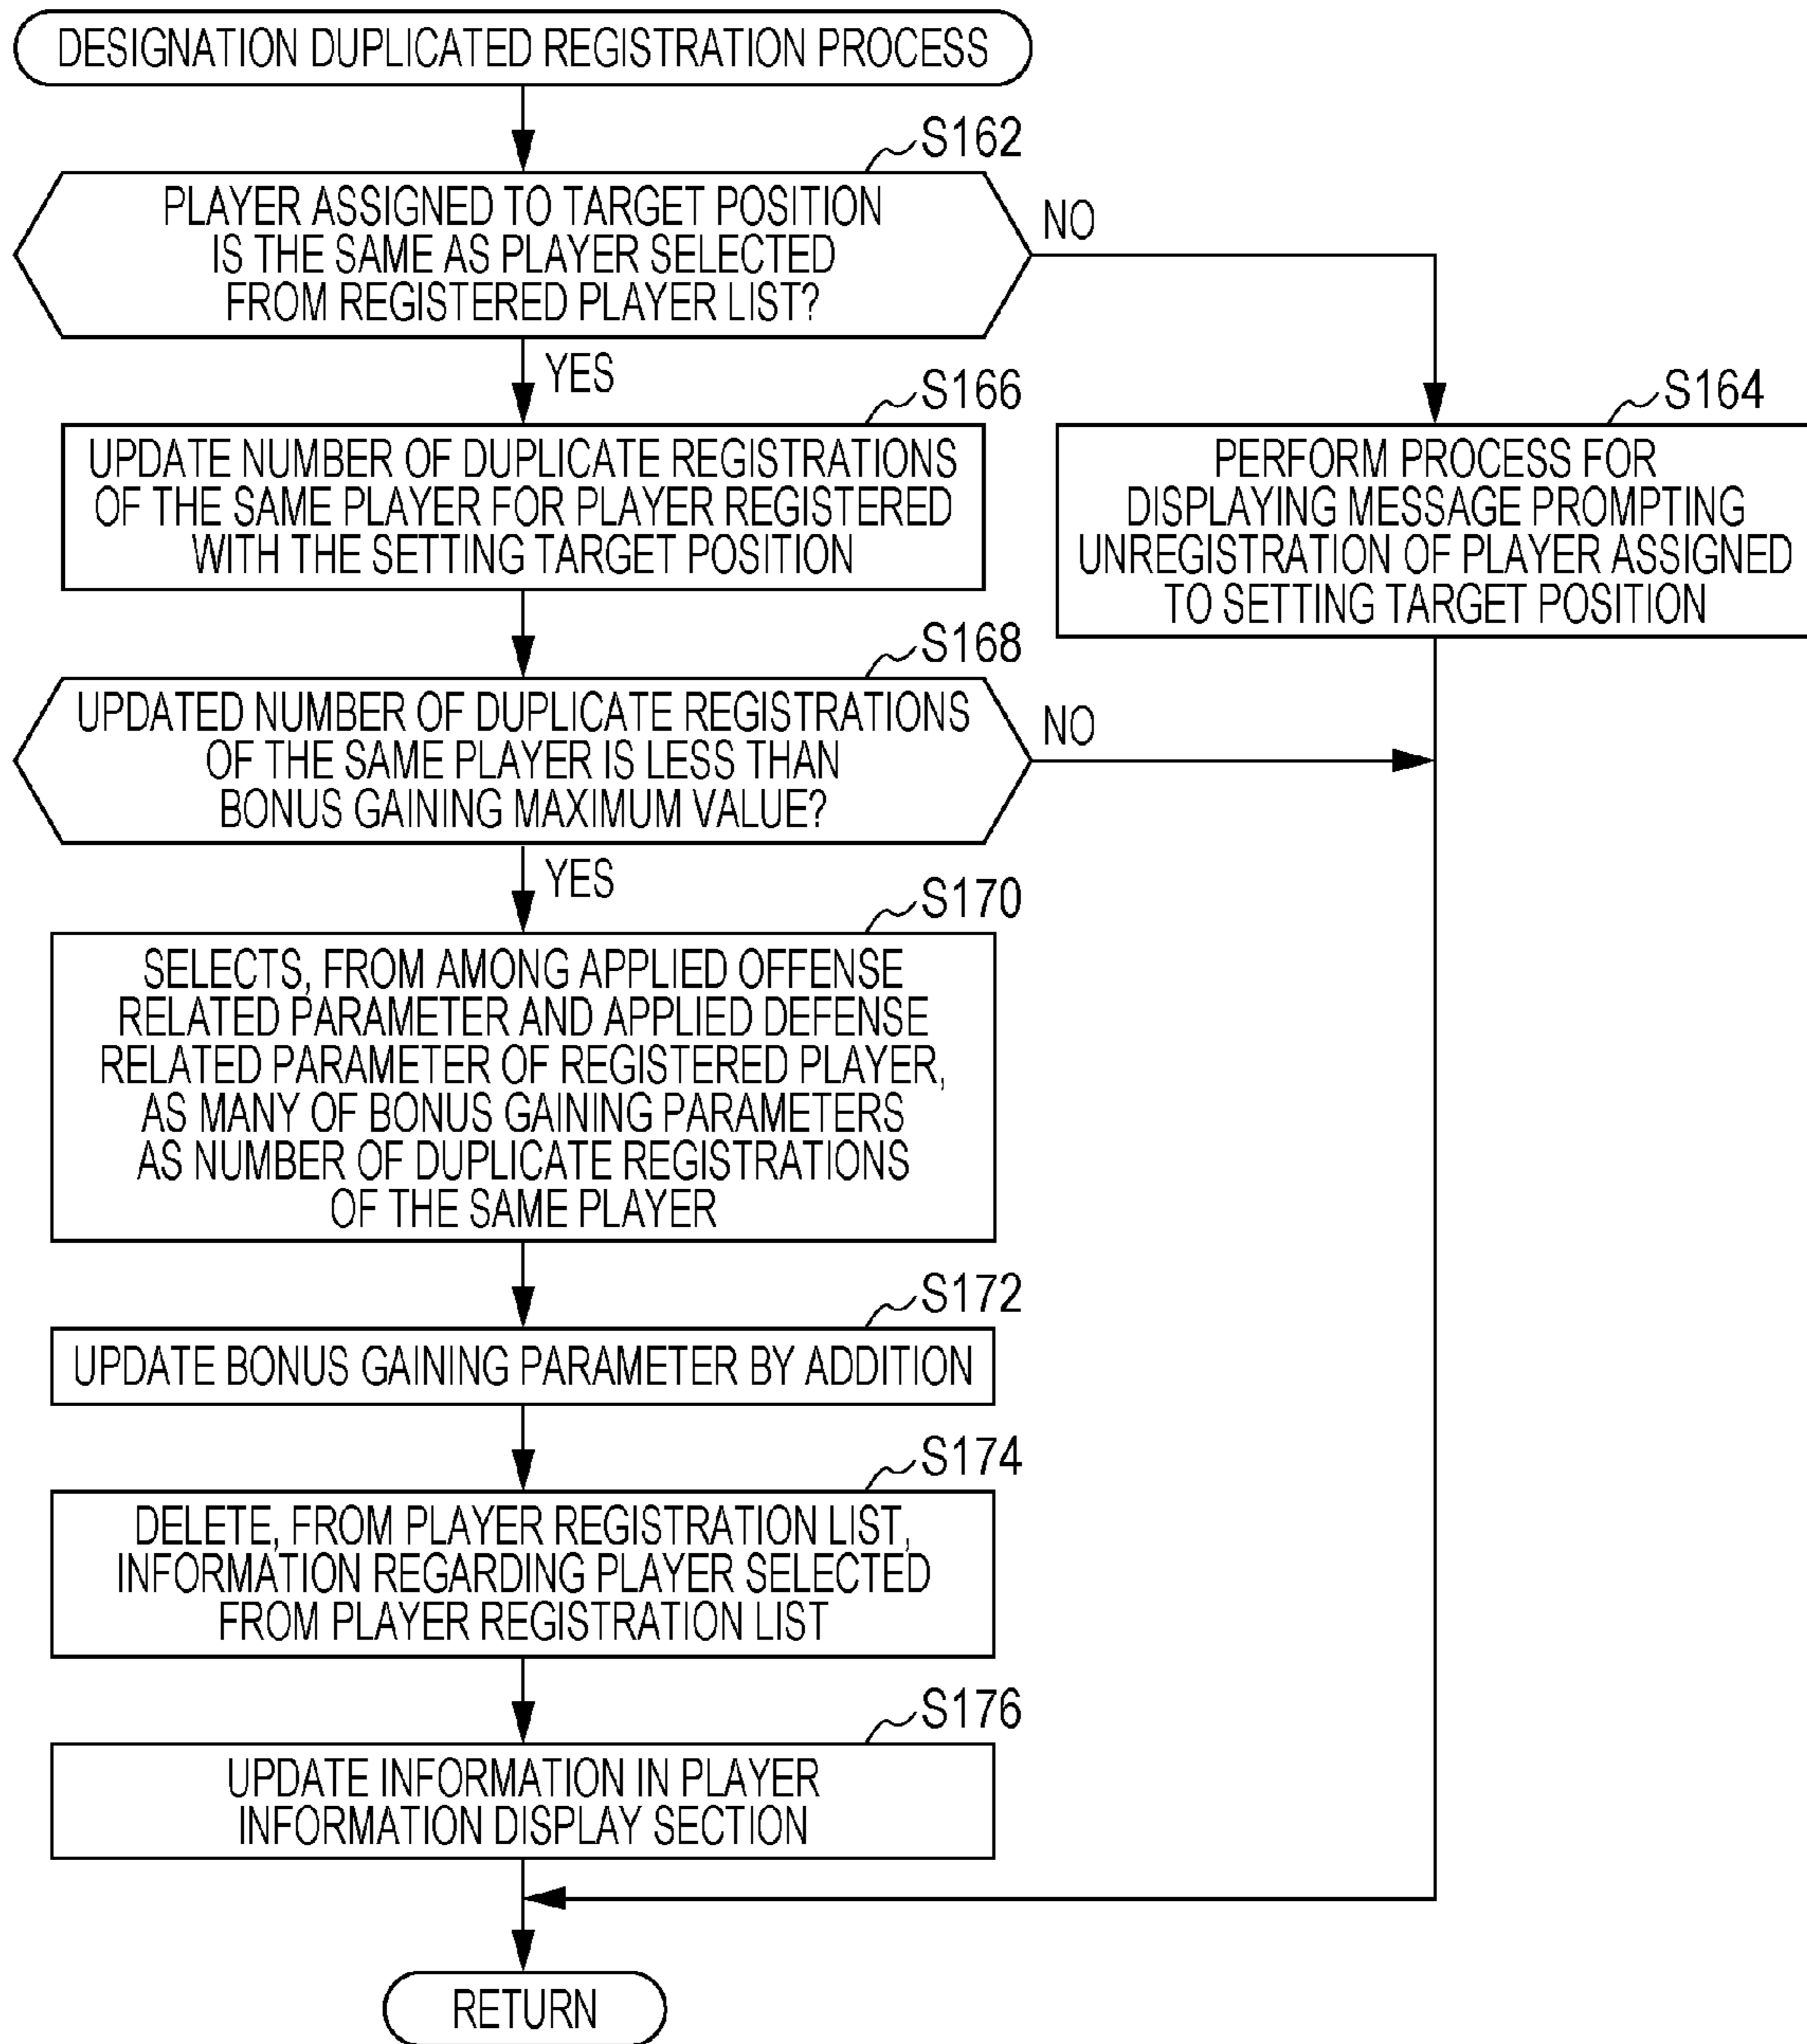 DESIGNATION DUPLICATED REGISTRATION PROCESS
S162
PLAYER ASSIGNED TO TARGET POSITION
IS THE SAME AS PLAYER SELECTED
FROM REGISTERED PLAYER LIST?
NO
YES
S166
UPDATE NUMBER OF DUPLICATE REGISTRATIONS
OF THE SAME PLAYER FOR PLAYER REGISTERED
WITH THE SETTING TARGET POSITION
S164
PERFORM PROCESS FOR
DISPLAYING MESSAGE PROMPTING
UNREGISTRATION OF PLAYER ASSIGNED
TO SETTING TARGET POSITION
S168
UPDATED NUMBER OF DUPLICATE REGISTRATIONS
OF THE SAME PLAYER IS LESS THAN
BONUS GAINING MAXIMUM VALUE?
NO
YES
S170
SELECTS, FROM AMONG APPLIED OFFENSE
RELATED PARAMETER AND APPLIED DEFENSE
RELATED PARAMETER OF REGISTERED PLAYER,
AS MANY OF BONUS GAINING PARAMETERS
AS NUMBER OF DUPLICATE REGISTRATIONS
OF THE SAME PLAYER
S172
UPDATE BONUS GAINING PARAMETER BY ADDITION
S174
DELETE, FROM PLAYER REGISTRATION LIST,
INFORMATION REGARDING PLAYER SELECTED
FROM PLAYER REGISTRATION LIST
S176
UPDATE INFORMATION IN PLAYER
INFORMATION DISPLAY SECTION
RETURN